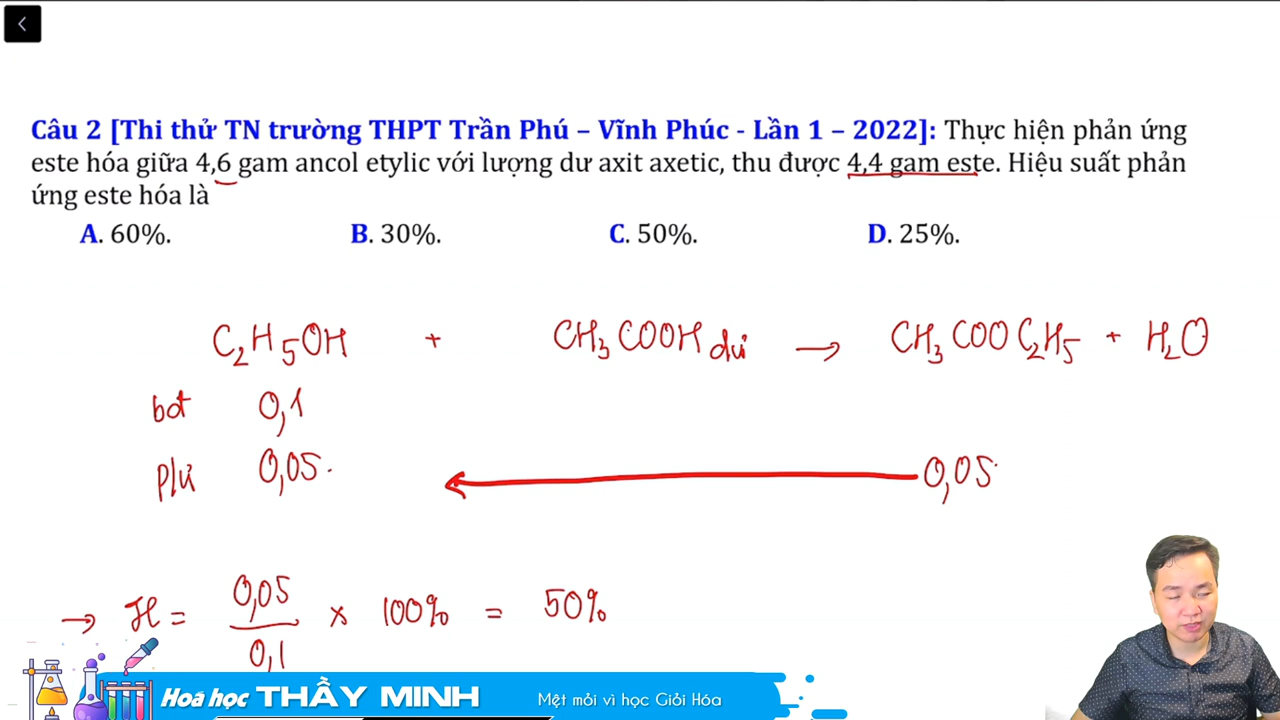 Câu 2 [Thi thử TN trường THPT Trần Phú – Vĩnh Phúc - Lần 1 – 2022]: Thực hiện phản ứng
este hóa giữa 4,6 gam ancol etylic với lượng dư axit axetic, thu được 4,4 gam este. Hiệu suất phản
ứng este hóa là
A. 60%. B. 30%. C. 50%. D. 25%.
C₂H₅OH + CH₃COOH dư → CH₃COOC₂H₅ + H₂O
bđ 0,1
p/ư 0,05 ← 0,05
→ H = 0,05/0,1 × 100% = 50%
Hoá học THẦY MINH Mệt mỏi vì học Giỏi Hóa